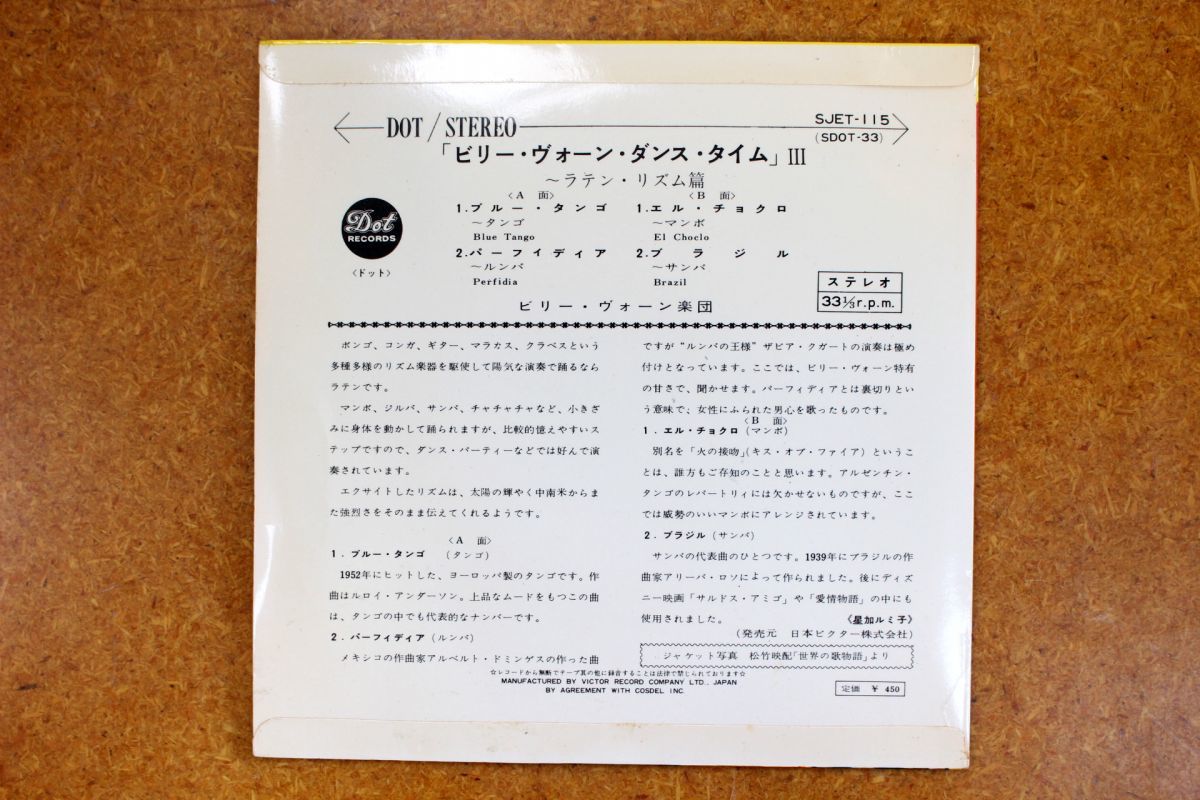 DOT / STEREO
SJET-115
(SDOT-33)
「ビリー・ヴォーン・ダンス・タイム」III
～ラテン・リズム篇
〈A 面〉
1.ブルー・タンゴ
～タンゴ
Blue Tango
2.パーフィディア
～ルンバ
Perfidia
〈B 面〉
1.エル・チョクロ
～マンボ
El Choclo
2.ブラジル
～サンバ
Brazil
Dot
RECORDS
〈ドット〉
ステレオ
33⅓r.p.m.
ビリー・ヴォーン楽団
ボンゴ、コンガ、ギター、マラカス、クラベスという
多種多様のリズム楽器を駆使して陽気な演奏で踊るなら
ラテンです。
マンボ、ジルバ、サンバ、チャチャチャなど、小きざ
みに身体を動かして踊られますが、比較的憶えやすいス
テップですので、ダンス・パーティーなどでは好んで演
奏されています。
エクサイトしたリズムは、太陽の輝やく中南米からま
た強烈さをそのまま伝えてくれるようです。
〈A 面〉
1．ブルー・タンゴ （タンゴ）
1952年にヒットした、ヨーロッパ製のタンゴです。作
曲はルロイ・アンダーソン。上品なムードをもつこの曲
は、タンゴの中でも代表的なナンバーです。
2．パーフィディア（ルンバ）
メキシコの作曲家アルベルト・ドミンゲスの作った曲
ですが“ルンバの王様”ザビア・クガートの演奏は極め
付けとなっています。ここでは、ビリー・ヴォーン特有
の甘さで、聞かせます。パーフィディアとは裏切りとい
う意味で、女性にふられた男心を歌ったものです。
〈B 面〉
1．エル・チョクロ（マンボ）
別名を「火の接吻」（キス・オブ・ファイア）というこ
とは、誰方もご存知のことと思います。アルゼンチン・
タンゴのレパートリィには欠かせないものですが、ここ
では威勢のいいマンボにアレンジされています。
2．ブラジル（サンバ）
サンバの代表曲のひとつです。1939年にブラジルの作
曲家アリーバ・ロソによって作られました。後にディズ
ニー映画「サルドス・アミゴ」や「愛情物語」の中にも
使用されました。 《星加ルミ子》
（発売元 日本ビクター株式会社）
ジャケット写真 松竹映配「世界の歌物語」より
☆レコードから無断でテープ其の他に録音することは法律で禁じられております☆
MANUFACTURED BY VICTOR RECORD COMPANY LTD., JAPAN
BY AGREEMENT WITH COSDEL INC.
定価 ￥ 450